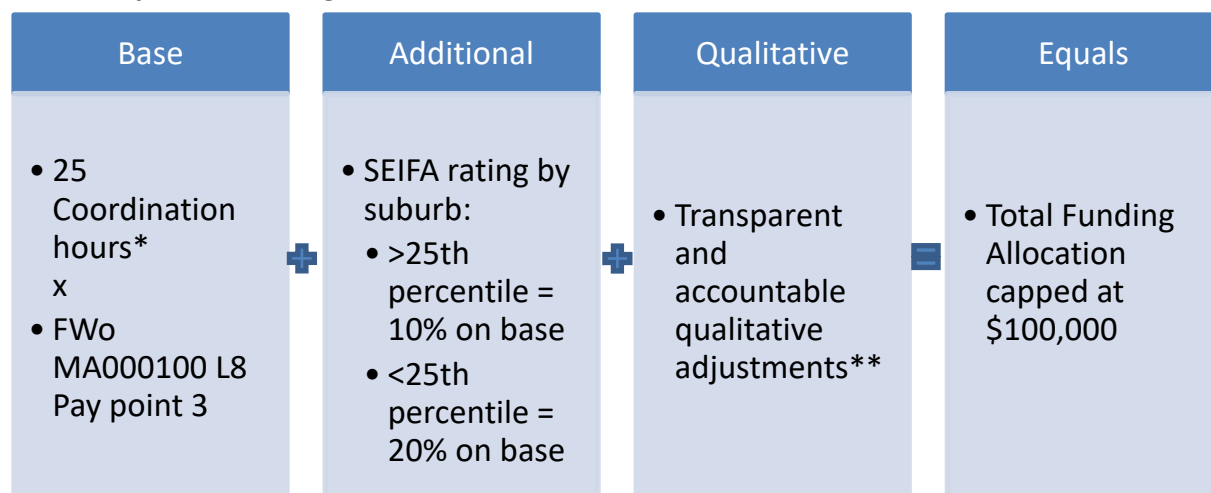 Base
• 25
Coordination
hours*
x
• FWo
MA000100 L8
Pay point 3
+
Additional
• SEIFA rating by
suburb:
• >25th
percentile =
10% on base
• <25th
percentile =
20% on base
+
Qualitative
• Transparent
and
accountable
qualitative
adjustments**
=
Equals
• Total Funding
Allocation
capped at
$100,000